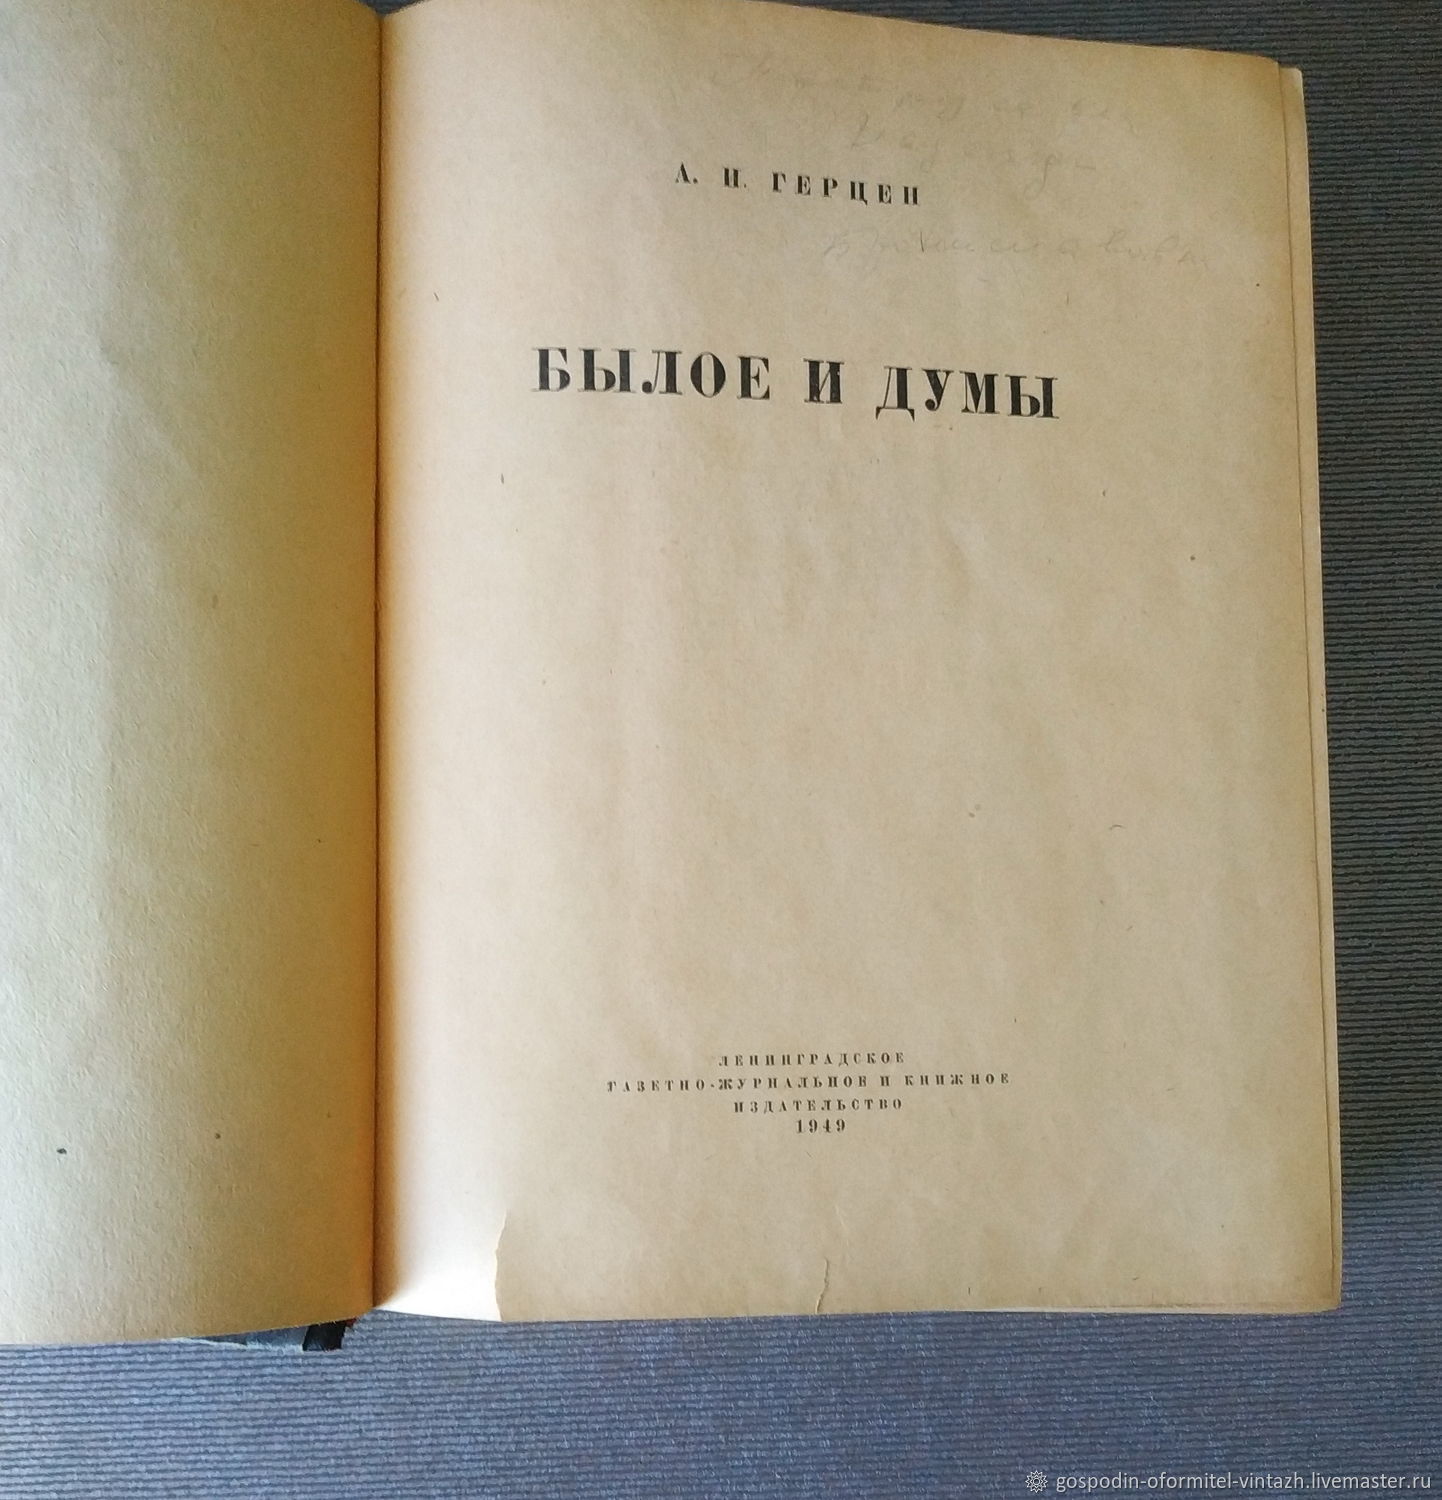 А. И. ГЕРЦЕН
БЫЛОЕ И ДУМЫ
ЛЕНИНГРАДСКОЕ
ГАЗЕТНО-ЖУРНАЛЬНОЕ И КНИЖНОЕ
ИЗДАТЕЛЬСТВО
1949
gospodin-oformitel-vintazh.livemaster.ru